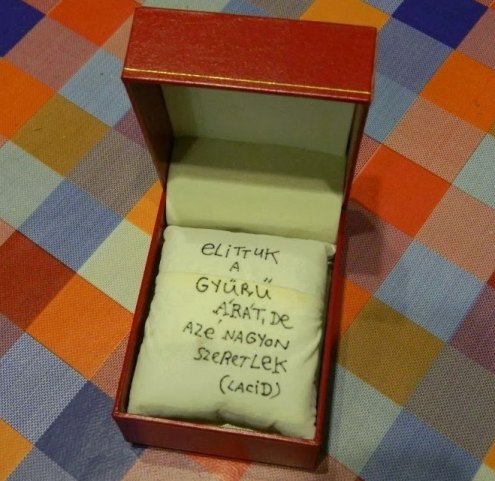 eLITTUK
A
GYŰRŰ
ÁRÁT, De
AZé NAGYON
SZeReTLeK
(LACiD)